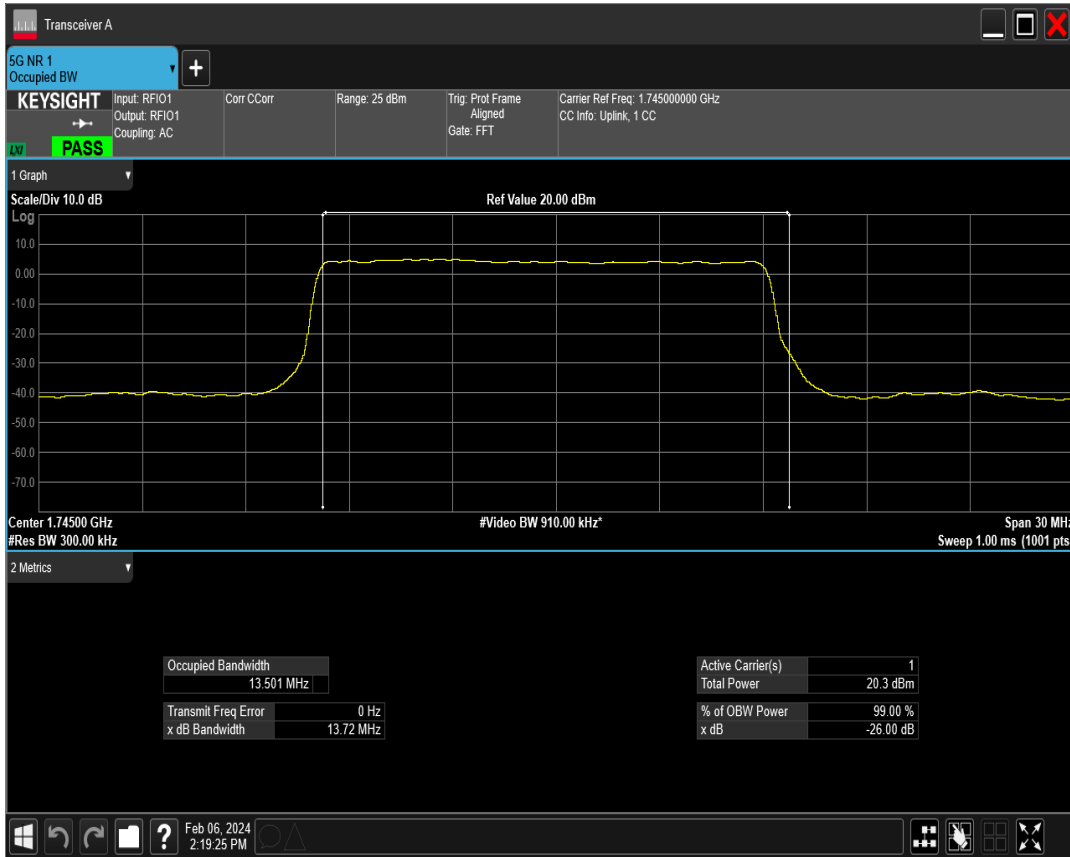 Transceiver A
5G NR 1
Occupied BW
+
KEYSIGHT
LXI
PASS
Input: RFIO1
Output: RFIO1
Coupling: AC
Corr CCorr
Range: 25 dBm
Trig: Prot Frame
Aligned
Gate: FFT
Carrier Ref Freq: 1.745000000 GHz
CC Info: Uplink, 1 CC
1 Graph
Scale/Div 10.0 dB
Ref Value 20.00 dBm
Log
10.0
0.00
-10.0
-20.0
-30.0
-40.0
-50.0
-60.0
-70.0
Center 1.74500 GHz
#Video BW 910.00 kHz*
Span 30 MHz
#Res BW 300.00 kHz
Sweep 1.00 ms (1001 pts
2 Metrics
Occupied Bandwidth
13.501 MHz
Transmit Freq Error 0 Hz
x dB Bandwidth 13.72 MHz
Active Carrier(s) 1
Total Power 20.3 dBm
% of OBW Power 99.00 %
x dB -26.00 dB
?
Feb 06, 2024
2:19:25 PM